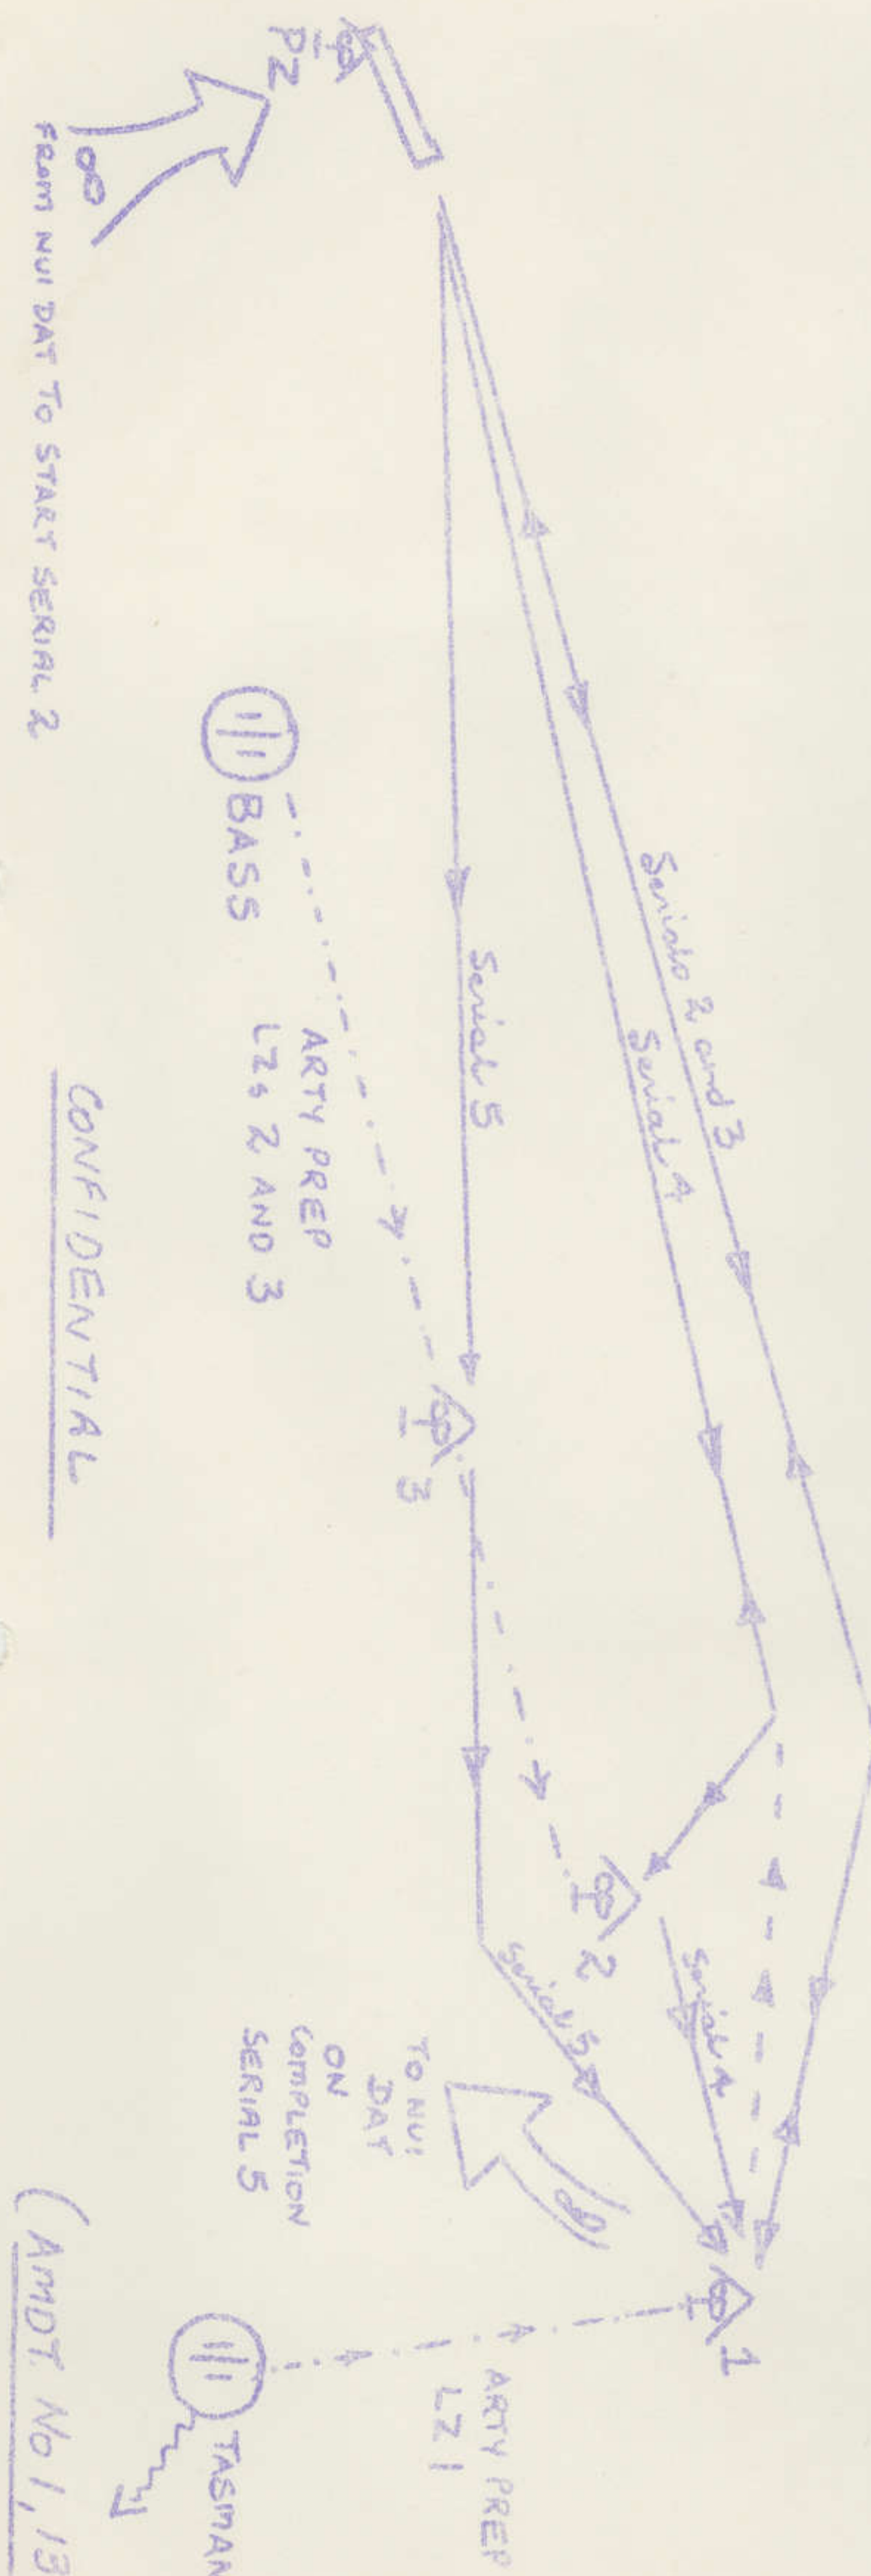 PZ
FROM NUI DAT TO START SERIAL 2
Serials 2 and 3
Serial 4
Serial 5
BASS
ARTY PREP
LZs 2 AND 3
3
2
Serial 4
Serial 5
1
TO NUI
DAT
ON
COMPLETION
SERIAL 5
ARTY PREP
LZ 1
TASMAN
CONFIDENTIAL
(AMDT No 1, 13